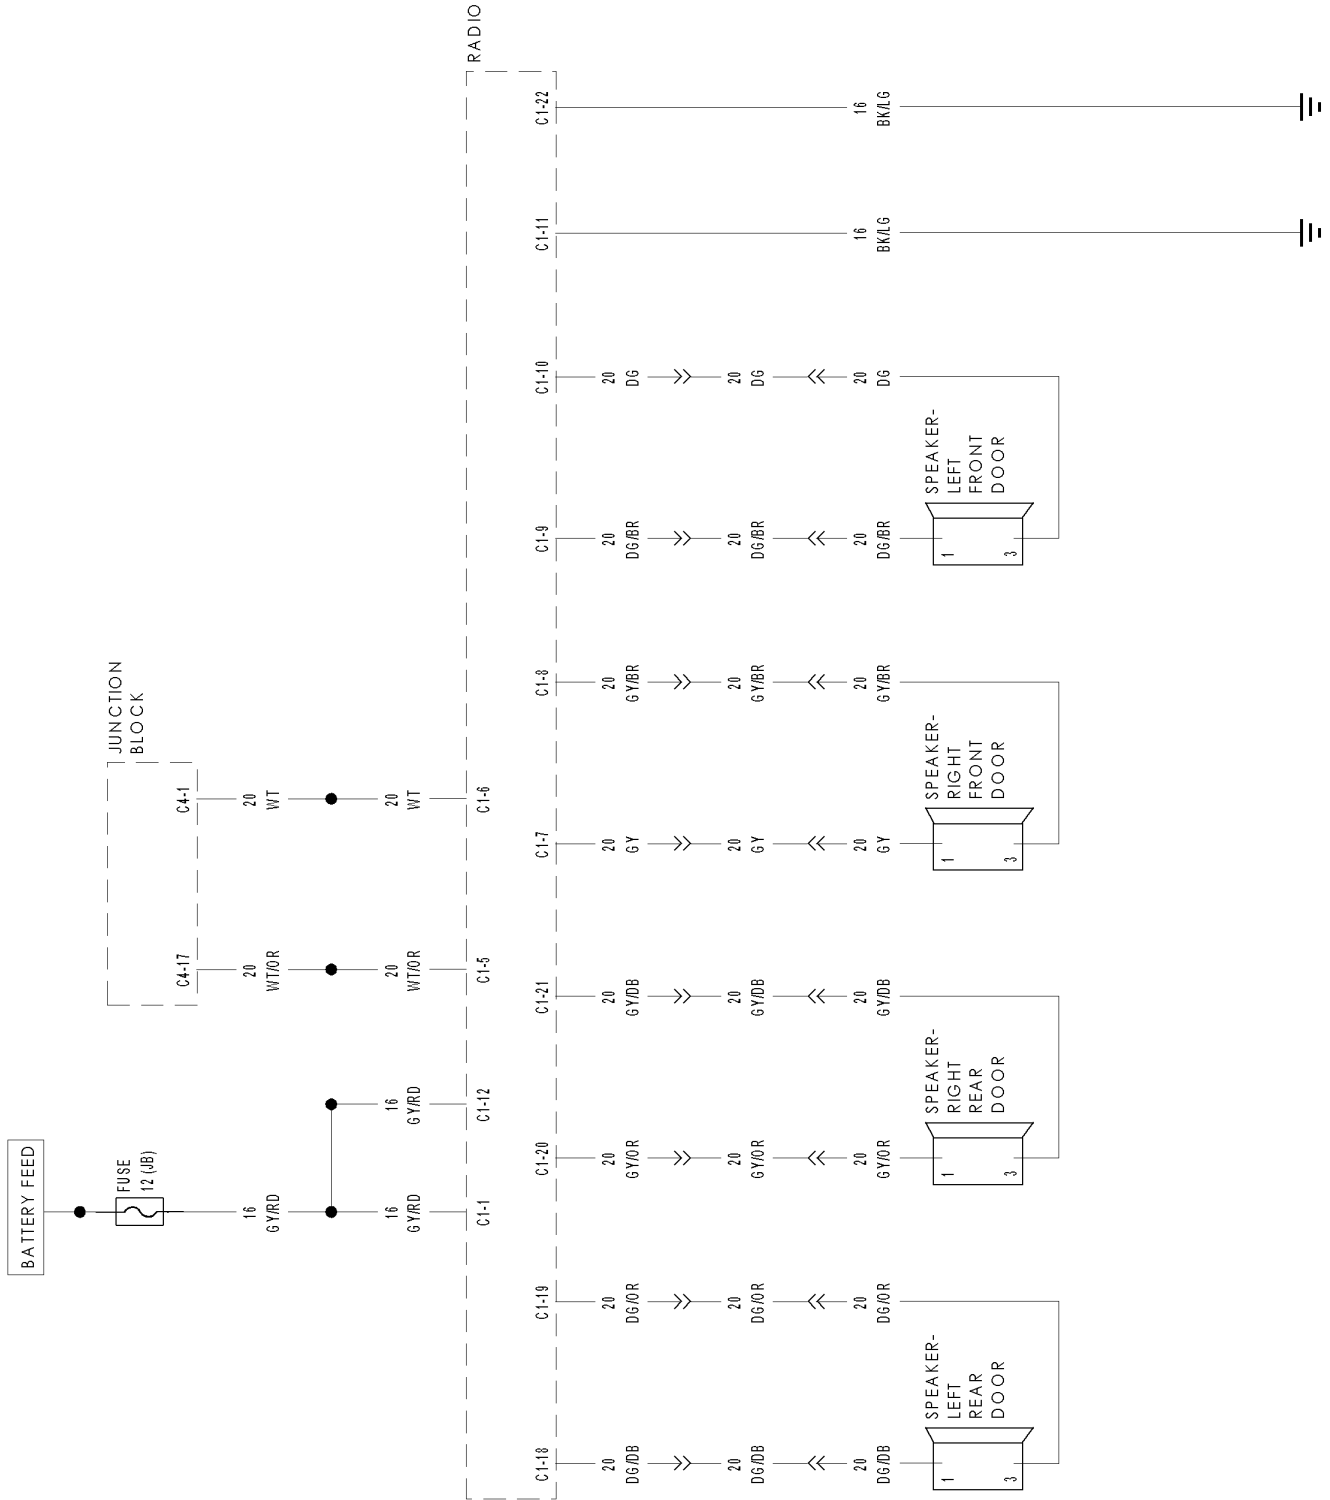 BATTERY FEED
FUSE
12 (JB)
JUNCTION
BLOCK
C4-17
C4-1
16
GY/RD
20
WT/OR
20
WT
16
GY/RD
16
GY/RD
20
WT/OR
20
WT
RADIO
C1-1
C1-12
C1-5
C1-6
C1-18
C1-19
C1-20
C1-21
C1-7
C1-8
C1-9
C1-10
C1-11
C1-22
20
DG/DB
20
DG/OR
20
GY/OR
20
GY/DB
20
GY
20
GY/BR
20
DG/BR
20
DG
20
DG/DB
20
DG/OR
20
GY/OR
20
GY/DB
20
GY
20
GY/BR
20
DG/BR
20
DG
20
DG/DB
20
DG/OR
20
GY/OR
20
GY/DB
20
GY
20
GY/BR
20
DG/BR
20
DG
16
BK/LG
16
BK/LG
1
3
SPEAKER-
LEFT
REAR
DOOR
1
3
SPEAKER-
RIGHT
REAR
DOOR
1
3
SPEAKER-
RIGHT
FRONT
DOOR
1
3
SPEAKER-
LEFT
FRONT
DOOR